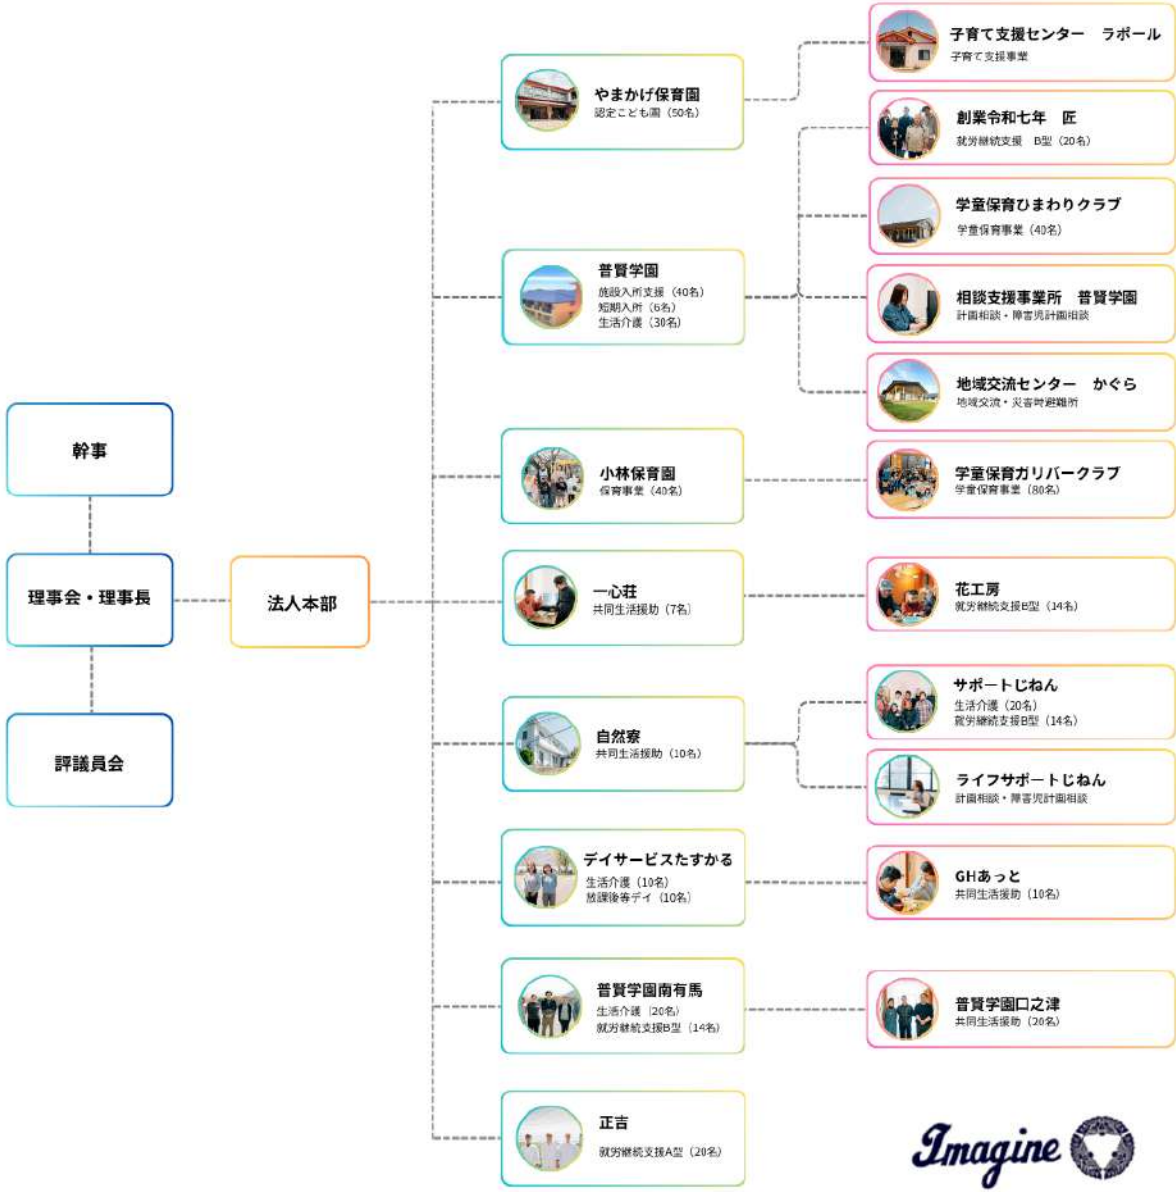 幹事
理事会・理事長
評議員会
法人本部
やまかげ保育園
認定こども園（50名）
普賢学園
施設入所支援（40名）
短期入所（6名）
生活介護（30名）
小林保育園
保育事業（40名）
一心荘
共同生活援助（7名）
自然寮
共同生活援助（10名）
デイサービスたすかる
生活介護（10名）
放課後等デイ（10名）
普賢学園南有馬
生活介護（20名）
就労継続支援B型（14名）
正吉
就労継続支援A型（20名）
子育て支援センター　ラポール
子育て支援事業
創業令和七年　匠
就労継続支援　B型（20名）
学童保育ひまわりクラブ
学童保育事業（40名）
相談支援事業所　普賢学園
計画相談・障害児計画相談
地域交流センター　かぐら
地域交流・災害時避難所
学童保育ガリバークラブ
学童保育事業（80名）
花工房
就労継続支援B型（14名）
サポートじねん
生活介護（20名）
就労継続支援B型（14名）
ライフサポートじねん
計画相談・障害児計画相談
GHあっと
共同生活援助（10名）
普賢学園口之津
共同生活援助（20名）
Imagine